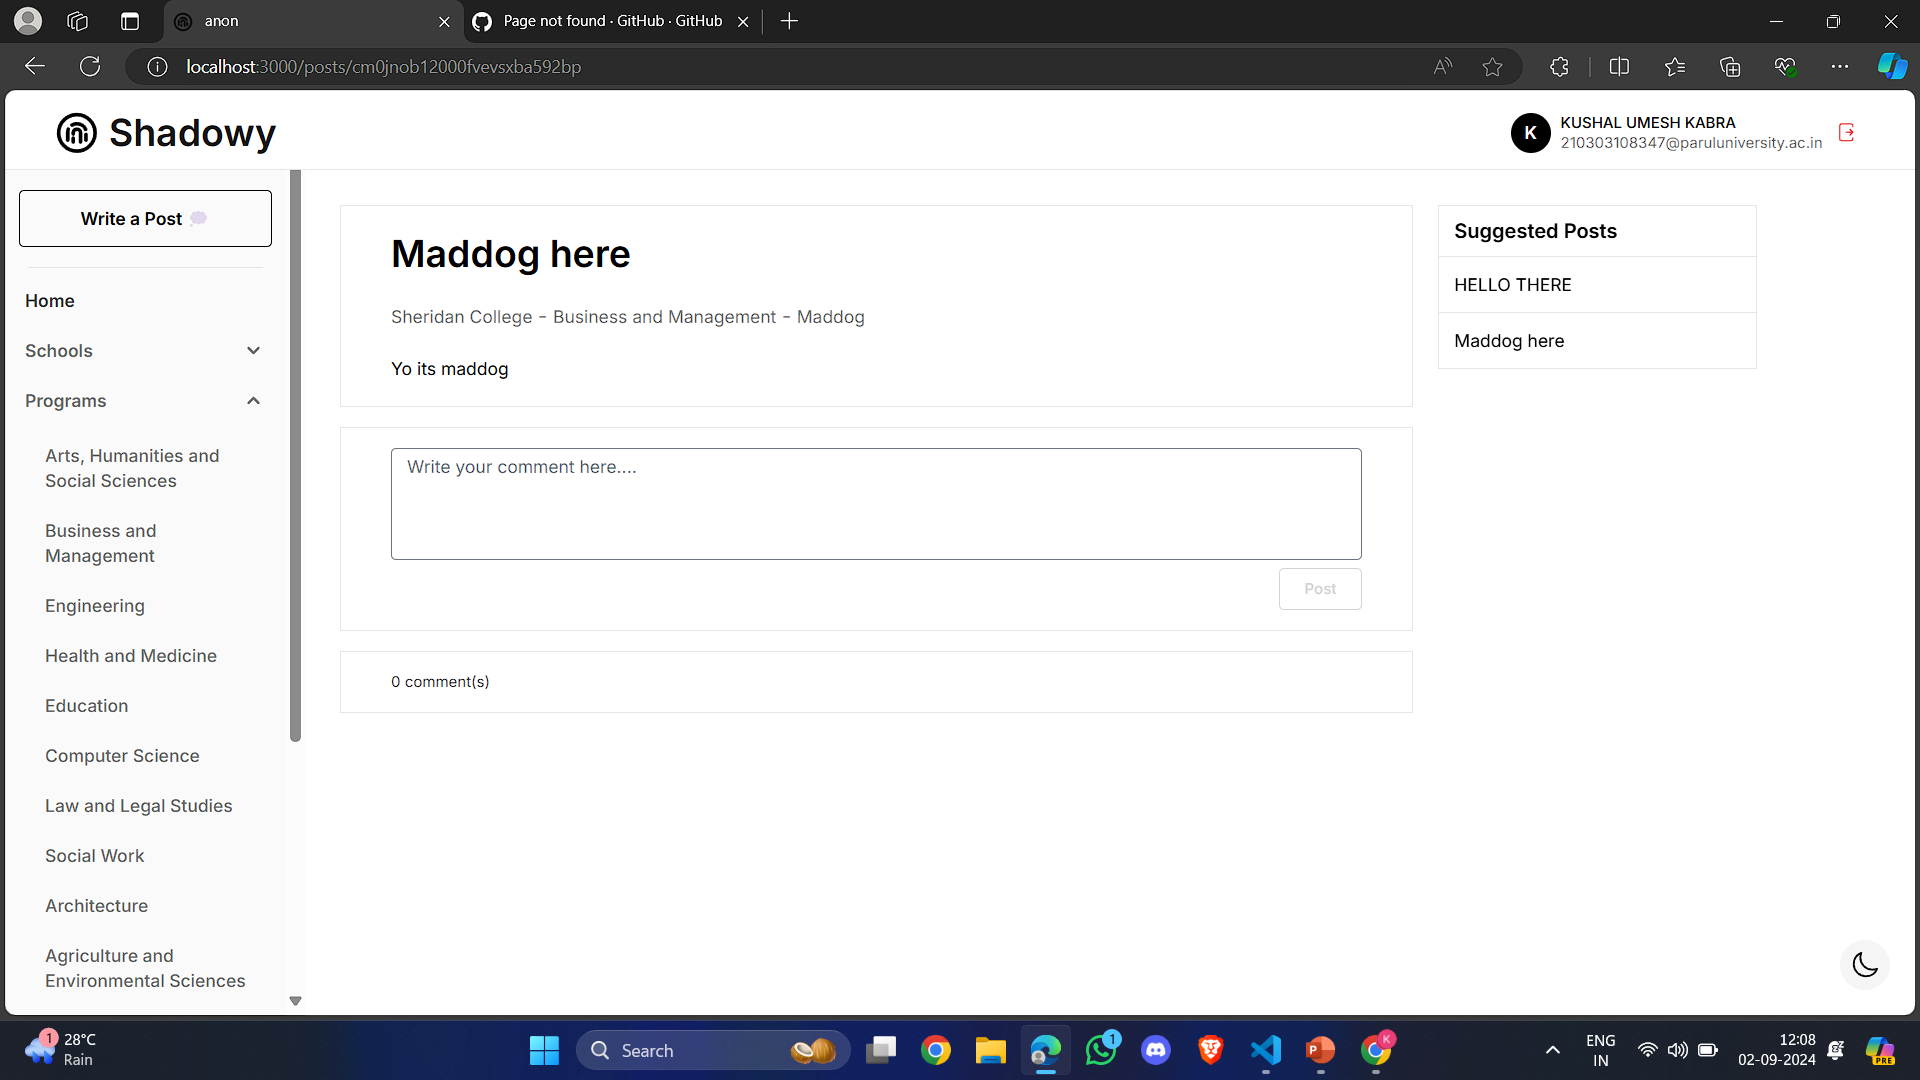 anon
Page not found · GitHub · GitHub
localhost:3000/posts/cm0jnob12000fvevsxba592bp
Shadowy
K
KUSHAL UMESH KABRA
210303108347@paruluniversity.ac.in
Write a Post
Home
Schools
Programs
Arts, Humanities and
Social Sciences
Business and
Management
Engineering
Health and Medicine
Education
Computer Science
Law and Legal Studies
Social Work
Architecture
Agriculture and
Environmental Sciences
Maddog here
Sheridan College - Business and Management - Maddog
Yo its maddog
Write your comment here....
Post
0 comment(s)
Suggested Posts
HELLO THERE
Maddog here
1
28°C
Rain
Search
1
P
K
ENG
IN
12:08
02-09-2024
PRE